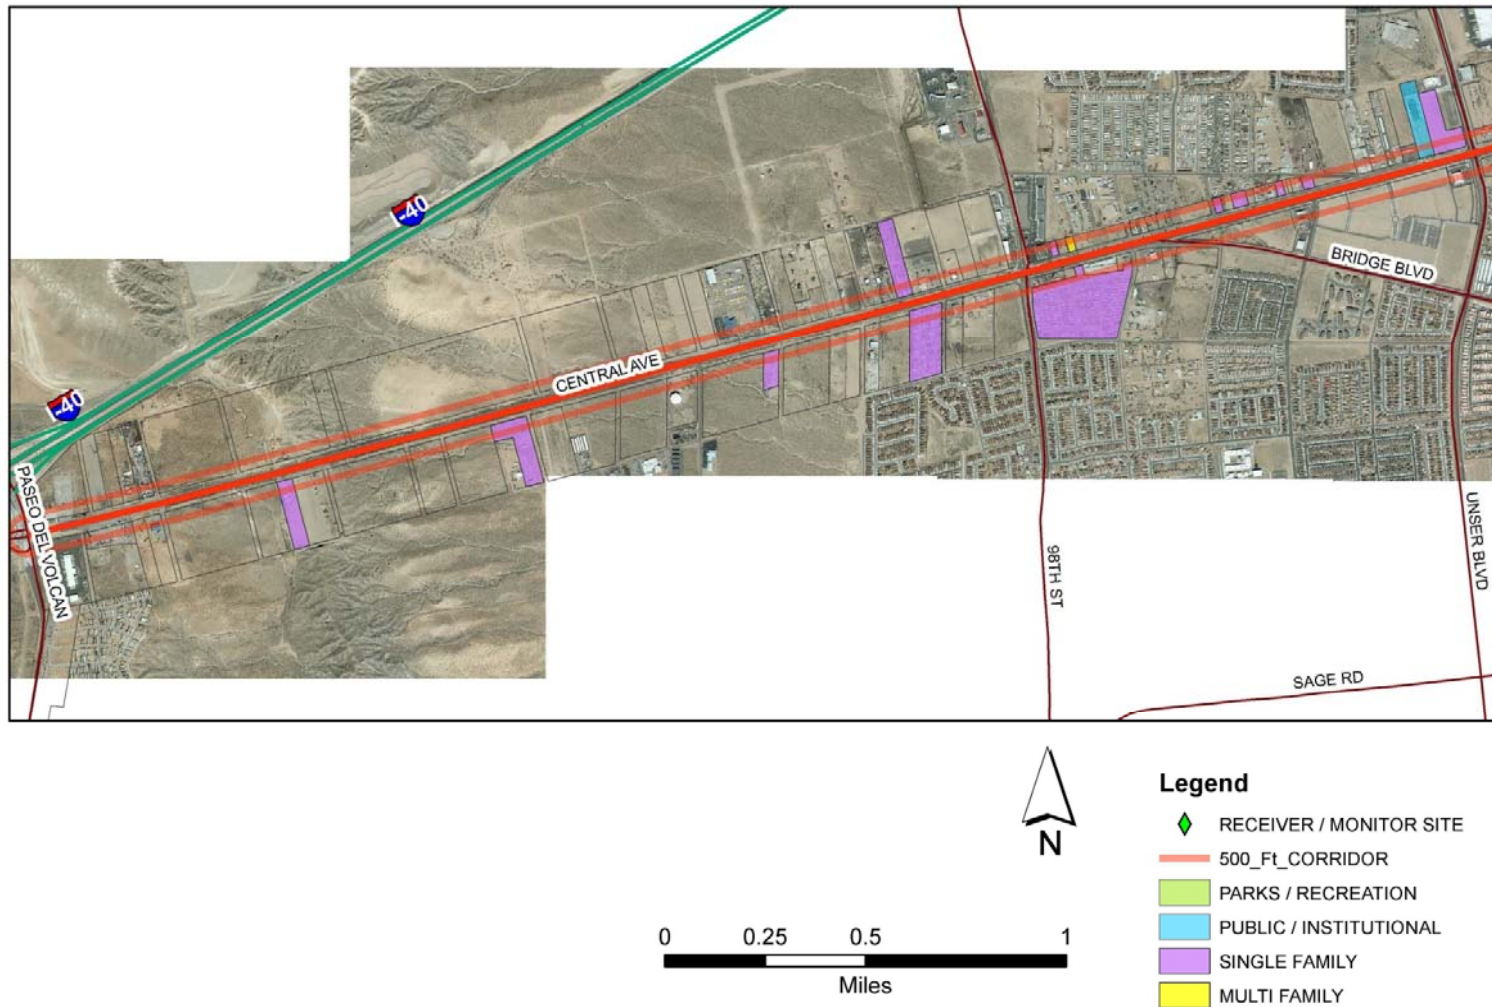 I-40
CENTRAL AVE
I-40
PASEO DEL VOLCAN
BRIDGE BLVD
98TH ST
UNSER BLVD
SAGE RD
N
0 0.25 0.5 1
Miles
Legend
RECEIVER / MONITOR SITE
500_Ft_CORRIDOR
PARKS / RECREATION
PUBLIC / INSTITUTIONAL
SINGLE FAMILY
MULTI FAMILY